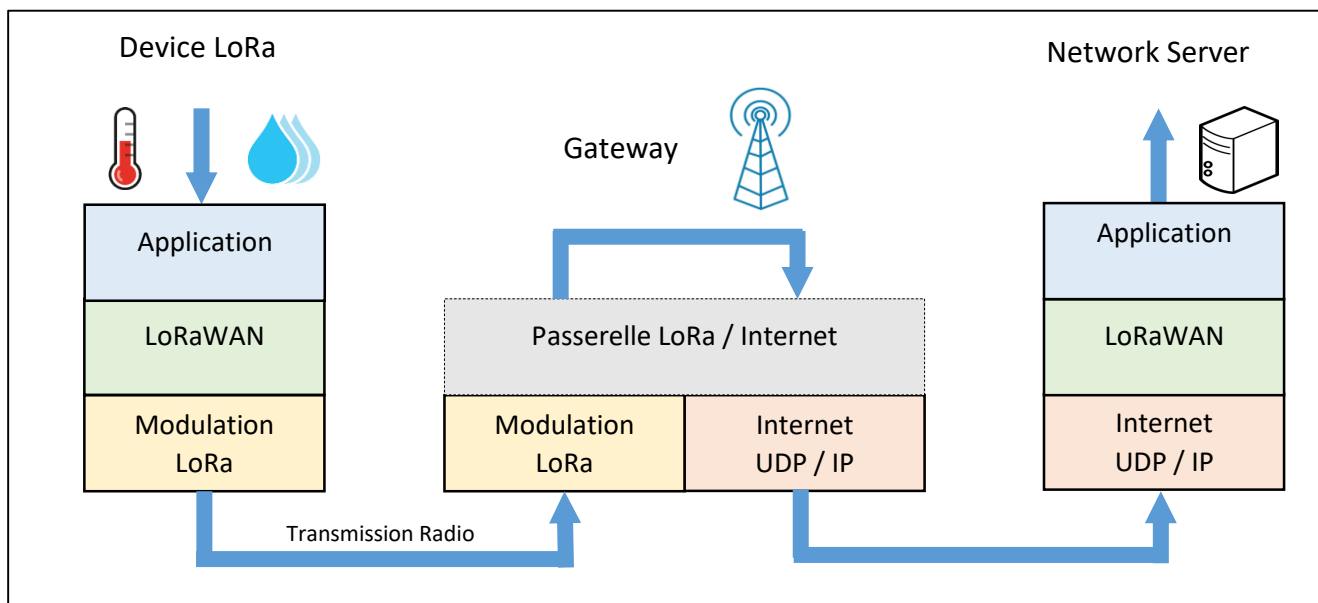 Device LoRa
Network Server
Gateway
Application
LoRaWAN
Modulation
LoRa
Passerelle LoRa / Internet
Modulation
LoRa
Internet
UDP / IP
Application
LoRaWAN
Internet
UDP / IP
Transmission Radio